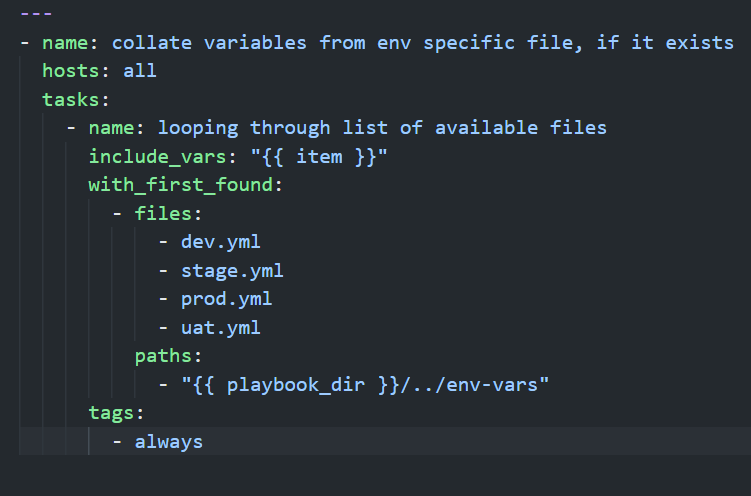 ---
- name: collate variables from env specific file, if it exists
  hosts: all
  tasks:
    - name: looping through list of available files
      include_vars: "{{ item }}"
      with_first_found:
        - files:
            - dev.yml
            - stage.yml
            - prod.yml
            - uat.yml
          paths:
            - "{{ playbook_dir }}/../env-vars"
      tags:
        - always